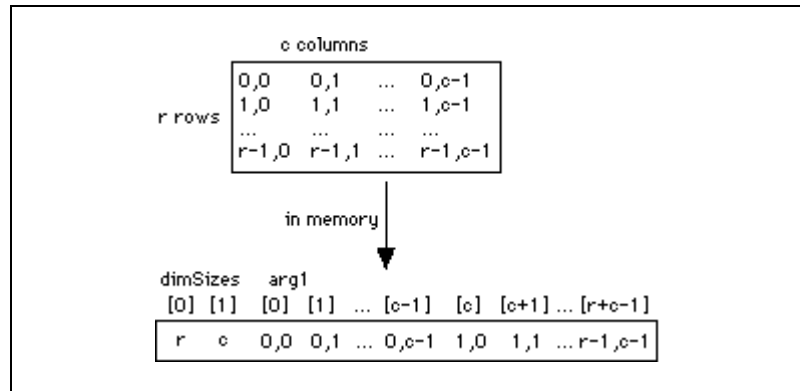 c columns
0,0 0,1 ... 0,c-1
1,0 1,1 ... 1,c-1
r rows
... ... ... ...
r-1,0 r-1,1 ... r-1,c-1
in memory
dimSizes arg1
[0] [1] [0] [1] ... [c-1] [c] [c+1] ... [r+c-1]
r c 0,0 0,1 ... 0,c-1 1,0 1,1 ... r-1,c-1